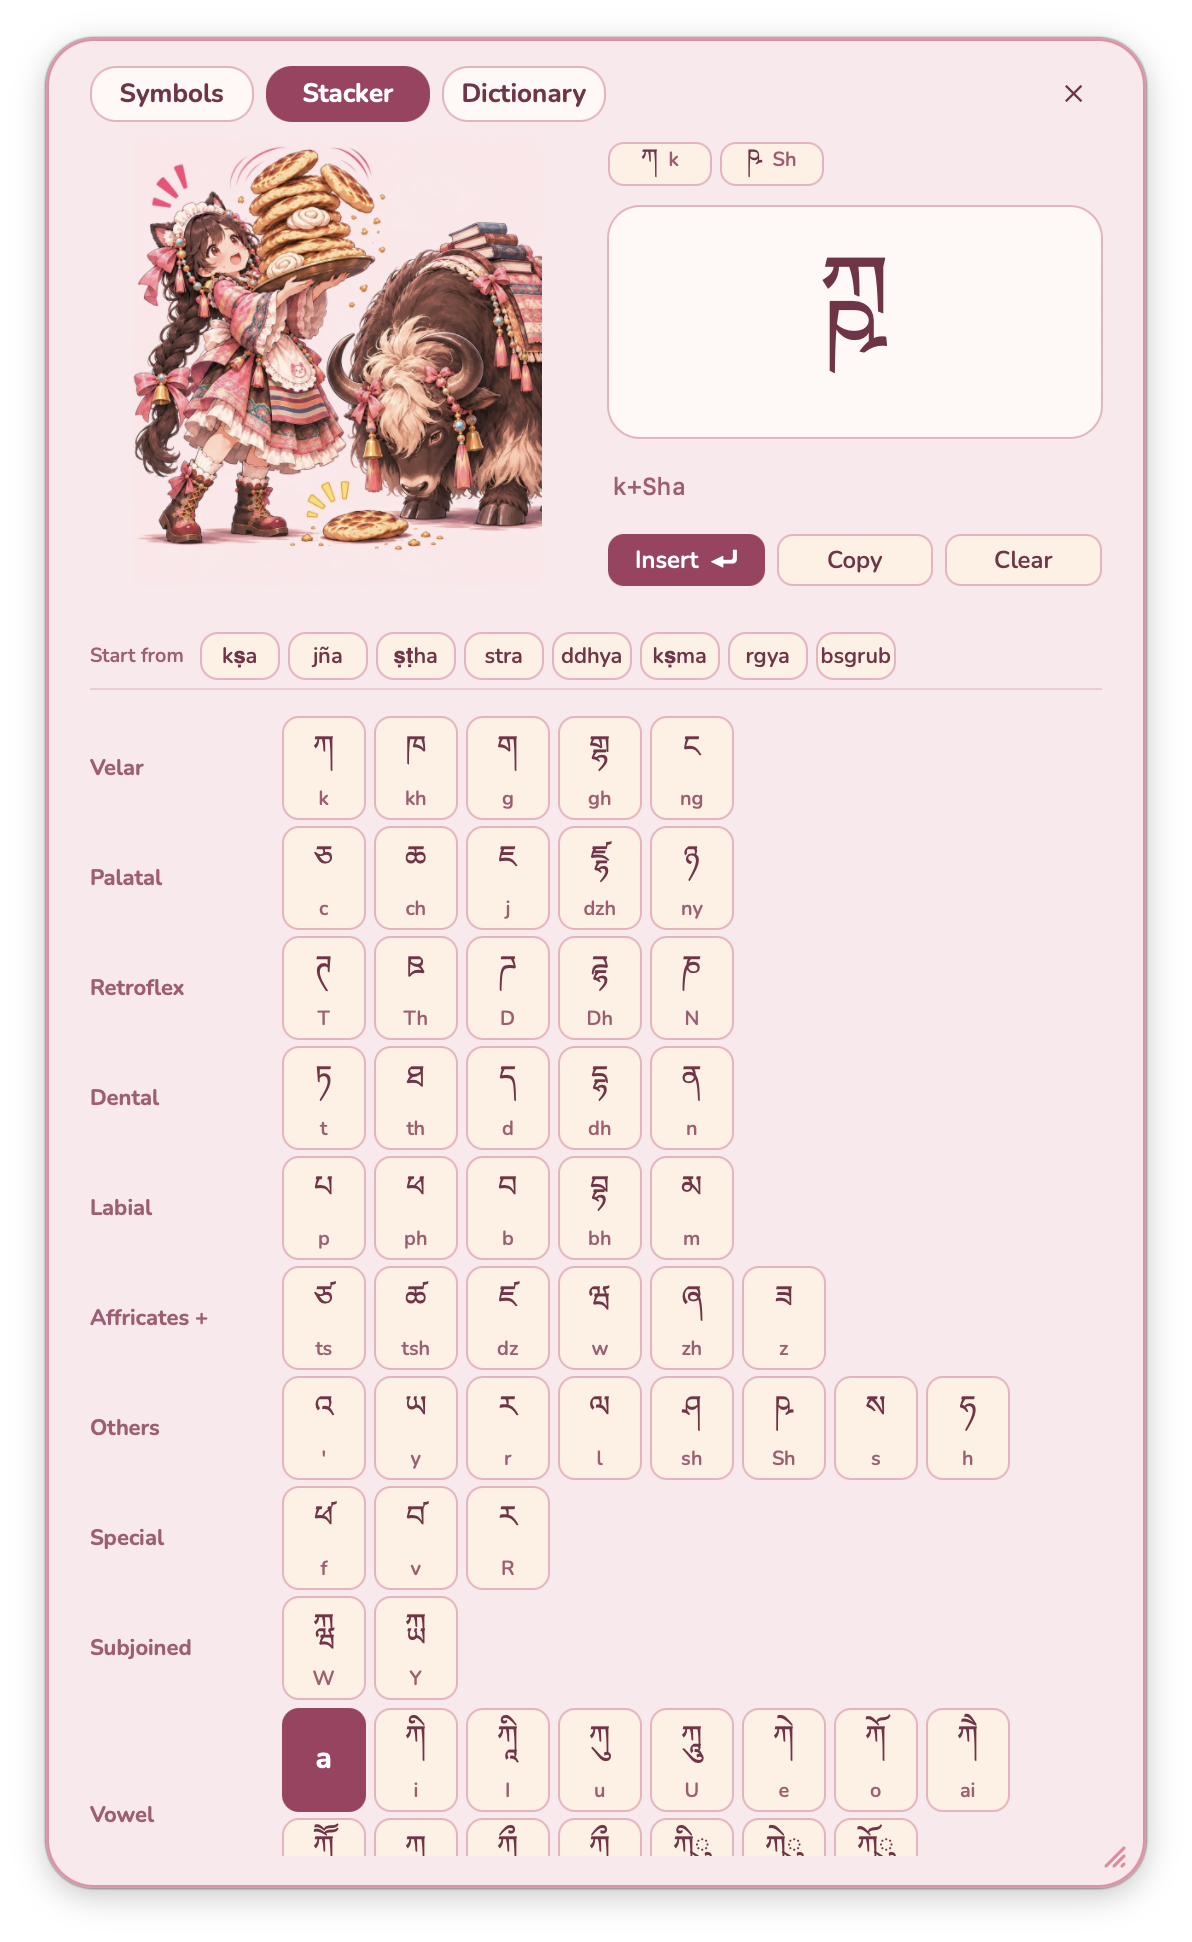 Symbols Stacker Dictionary ×
ཀ k ཥ Sh
ཀྵ
k+Sha
Insert Copy Clear
Start from kṣa jña ṣṭha stra ddhya kṣma rgya bsgrub
Velar
ཀ ཁ ག གྷ ང
k kh g gh ng
Palatal
ཅ ཆ ཇ ཛྷ ཉ
c ch j dzh ny
Retroflex
ཊ ཋ ཌ ཌྷ ཎ
T Th D Dh N
Dental
ཏ ཐ ད དྷ ན
t th d dh n
Labial
པ ཕ བ བྷ མ
p ph b bh m
Affricates +
ཙ ཚ ཛ ཝ ཞ ཟ
ts tsh dz w zh z
Others
འ ཡ ར ལ ཤ ཥ ས ཧ
' y r l sh Sh s h
Special
ཕ༹ བ༹ ར
f v R
Subjoined
ཀྺ ཀྻ
W Y
Vowel
a ཀི ཀཱི ཀུ ཀཱུ ཀེ ཀོ ཀཻ
i I u U e o ai